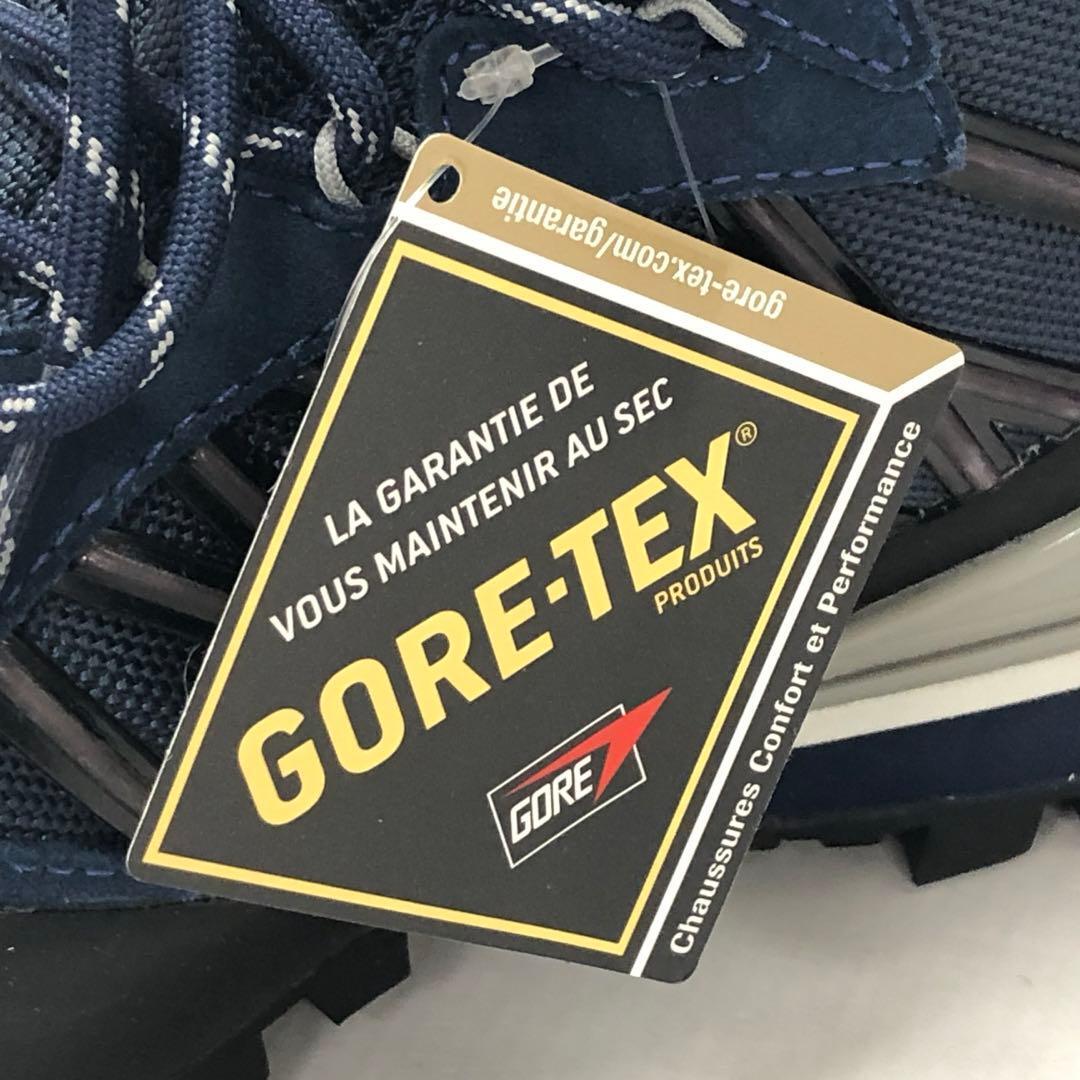 gore-tex.com/garantie
LA GARANTIE DE
VOUS MAINTENIR AU SEC
GORE-TEX®
PRODUITS
GORE
Chaussures Confort et Performance